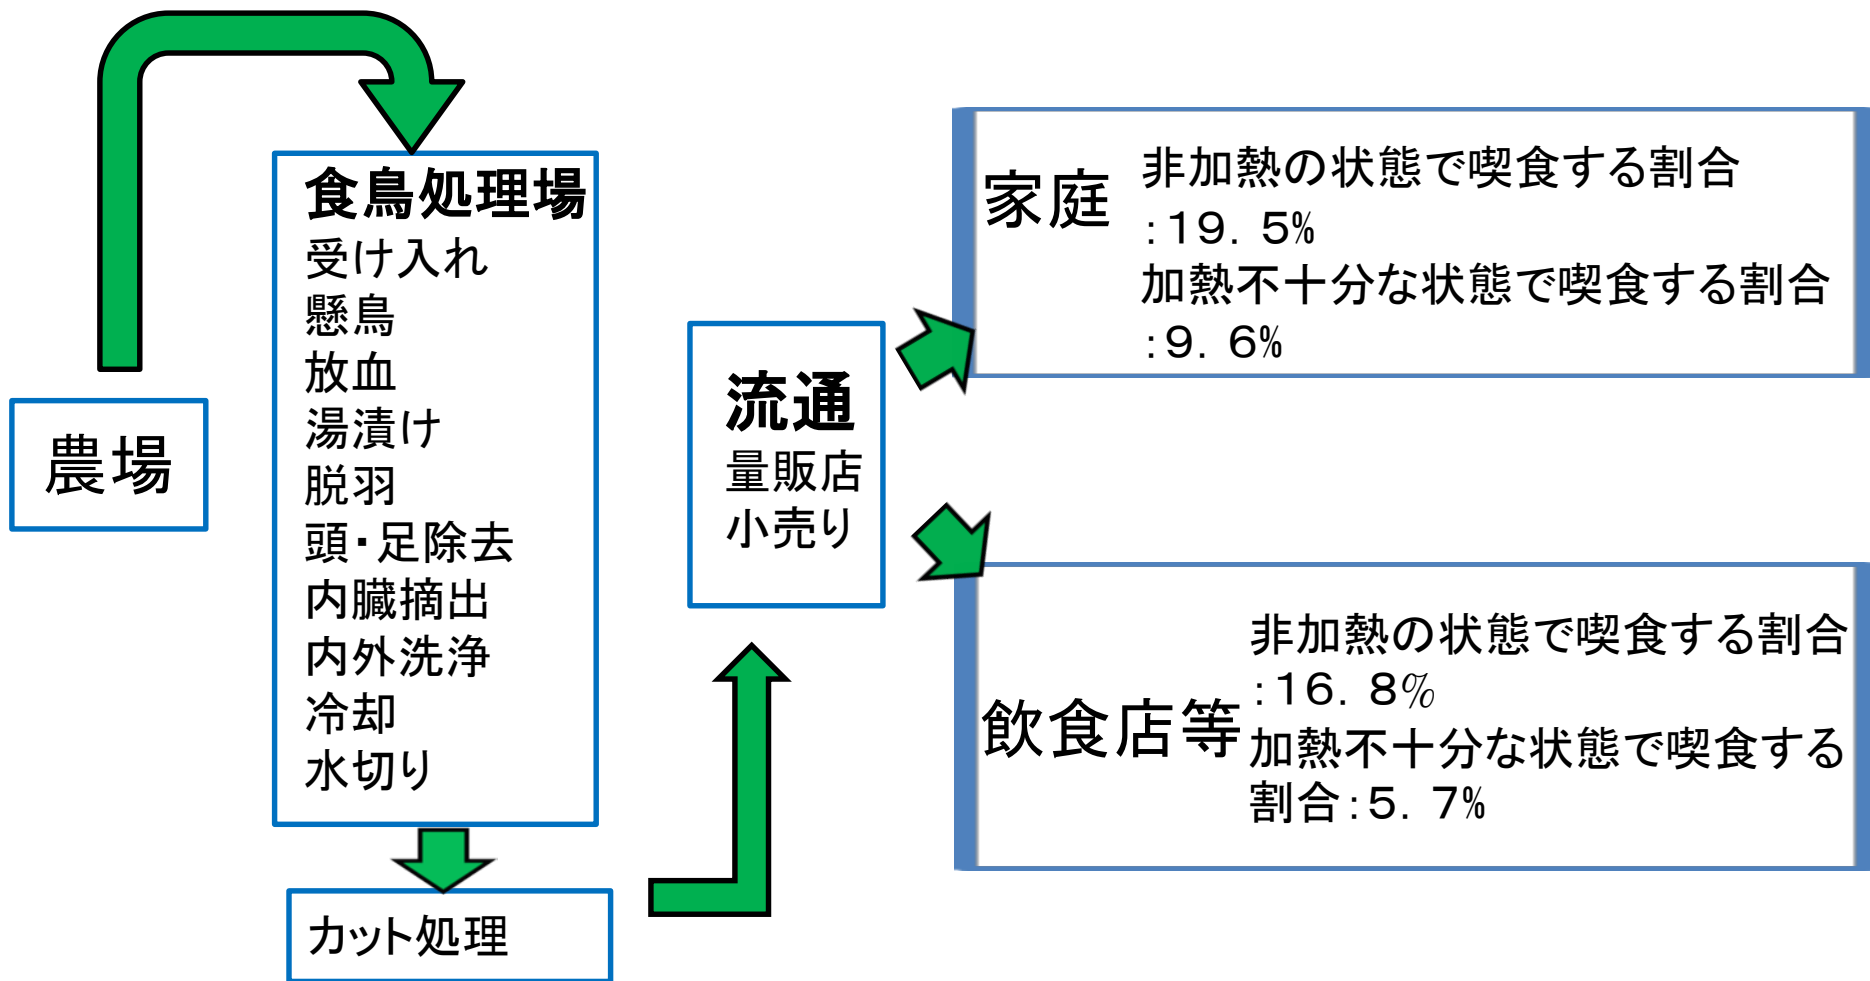 農場
食鳥処理場
受け入れ
懸鳥
放血
湯漬け
脱羽
頭・足除去
内臓摘出
内外洗浄
冷却
水切り
カット処理
流通
量販店
小売り
家庭
非加熱の状態で喫食する割合
:19．5%
加熱不十分な状態で喫食する割合
:9．6%
飲食店等
非加熱の状態で喫食する割合
:16．8%
加熱不十分な状態で喫食する
割合:5．7%